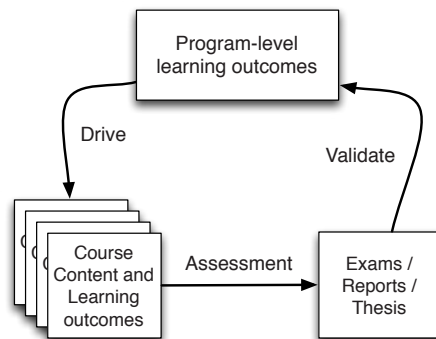 Program-level
learning outcomes
Drive
Validate
Course
Content and
Learning
outcomes
Assessment
Exams /
Reports /
Thesis